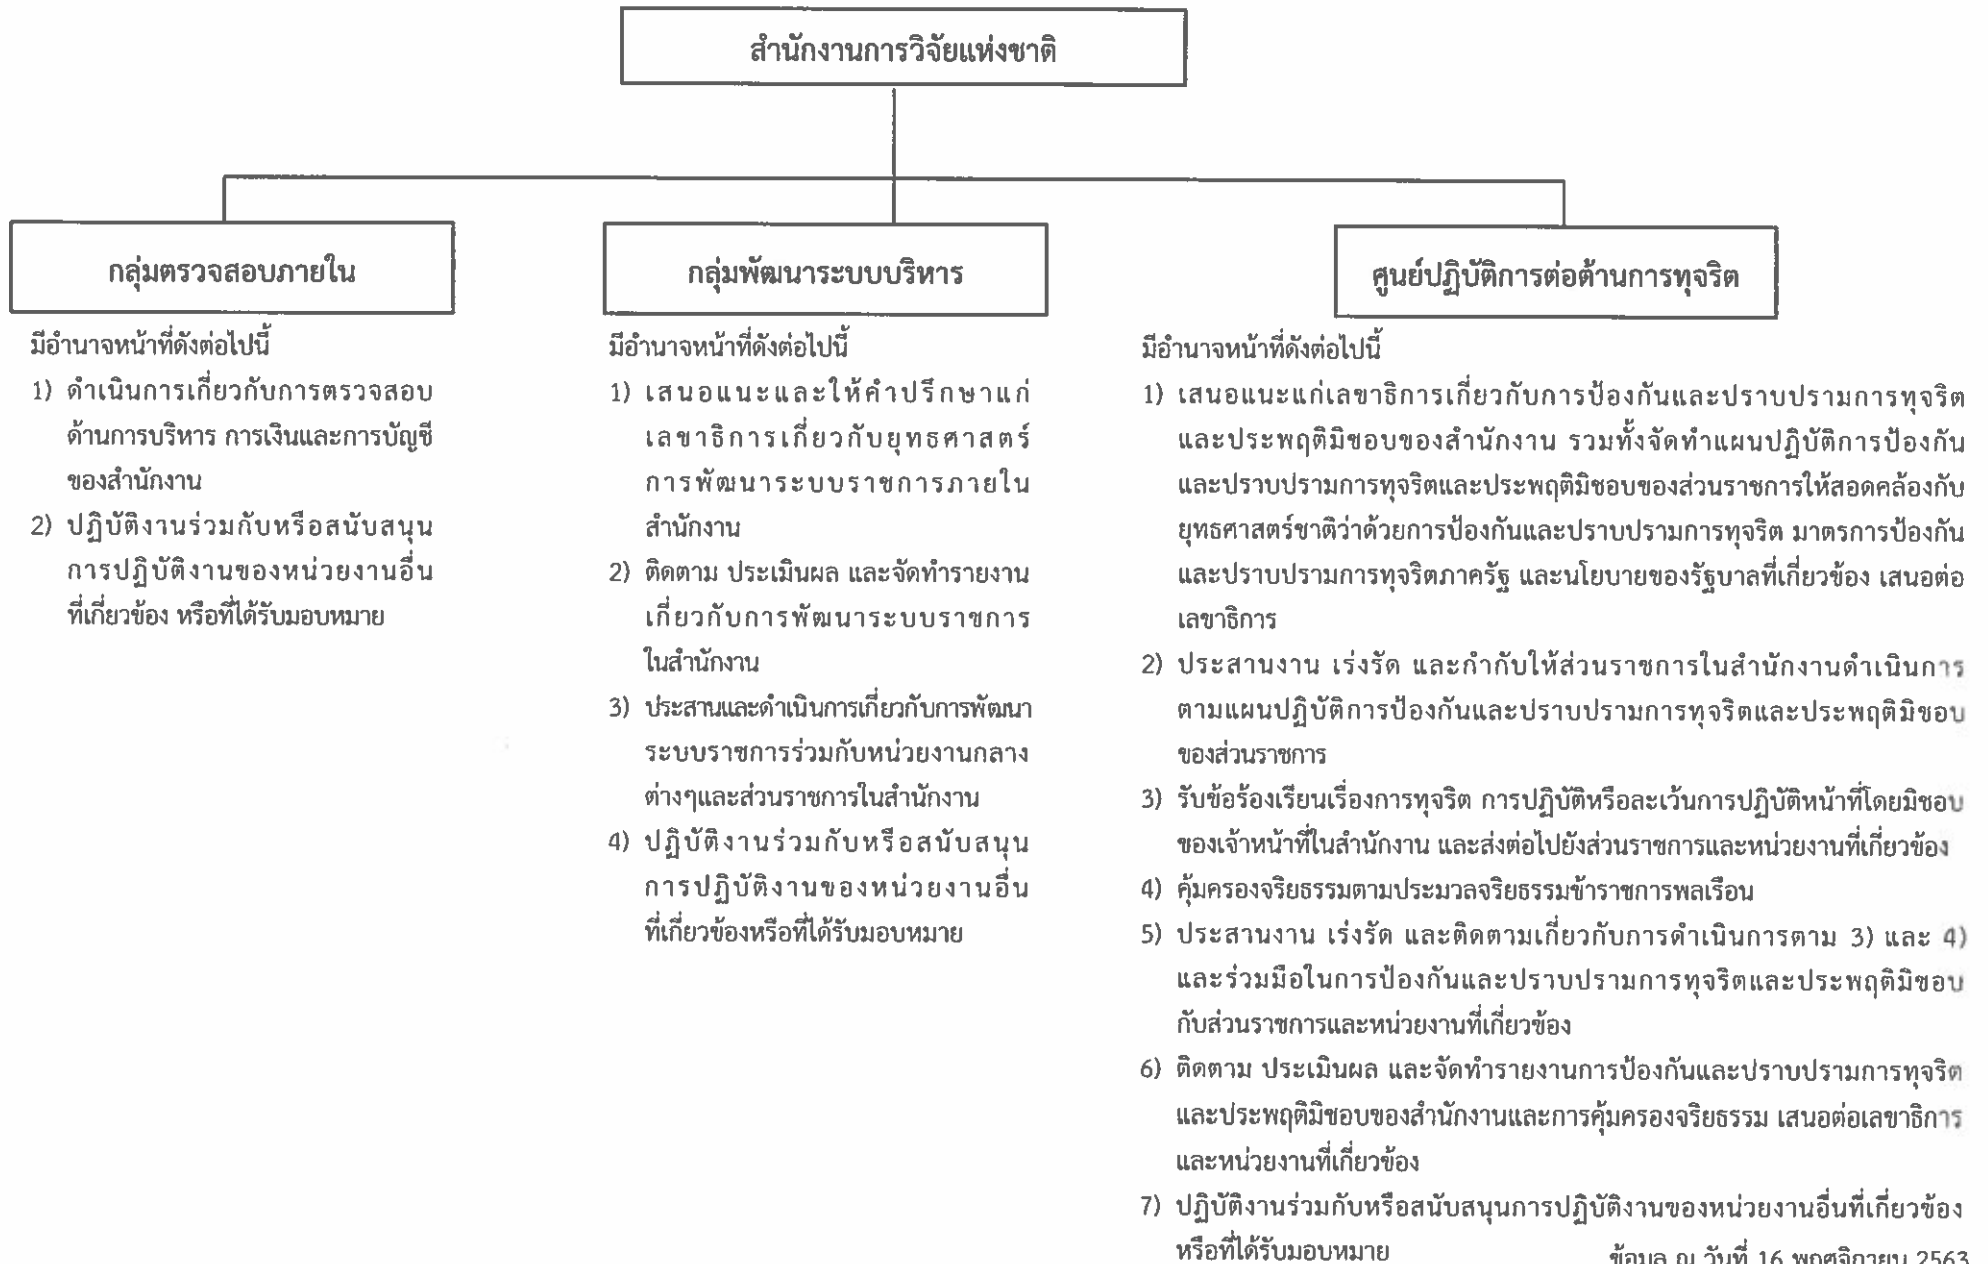 สำนักงานการวิจัยแห่งชาติ
กลุ่มตรวจสอบภายใน
มีอำนาจหน้าที่ดังต่อไปนี้
1) ดำเนินการเกี่ยวกับการตรวจสอบ
ด้านการบริหาร การเงินและการบัญชี
ของสำนักงาน
2) ปฏิบัติงานร่วมกับหรือสนับสนุน
การปฏิบัติงานของหน่วยงานอื่น
ที่เกี่ยวข้อง หรือที่ได้รับมอบหมาย
กลุ่มพัฒนาระบบบริหาร
มีอำนาจหน้าที่ดังต่อไปนี้
1) เสนอแนะและให้คำปรึกษาแก่
เลขาธิการเกี่ยวกับยุทธศาสตร์
การพัฒนาระบบราชการภายใน
สำนักงาน
2) ติดตาม ประเมินผล และจัดทำรายงาน
เกี่ยวกับการพัฒนาระบบราชการ
ในสำนักงาน
3) ประสานและดำเนินการเกี่ยวกับการพัฒนา
ระบบราชการร่วมกับหน่วยงานกลาง
ต่างๆและส่วนราชการในสำนักงาน
4) ปฏิบัติงานร่วมกับหรือสนับสนุน
การปฏิบัติงานของหน่วยงานอื่น
ที่เกี่ยวข้องหรือที่ได้รับมอบหมาย
ศูนย์ปฏิบัติการต่อต้านการทุจริต
มีอำนาจหน้าที่ดังต่อไปนี้
1) เสนอแนะแก่เลขาธิการเกี่ยวกับการป้องกันและปราบปรามการทุจริต
และประพฤติมิชอบของสำนักงาน รวมทั้งจัดทำแผนปฏิบัติการป้องกัน
และปราบปรามการทุจริตและประพฤติมิชอบของส่วนราชการให้สอดคล้องกับ
ยุทธศาสตร์ชาติว่าด้วยการป้องกันและปราบปรามการทุจริต มาตรการป้องกัน
และปราบปรามการทุจริตภาครัฐ และนโยบายของรัฐบาลที่เกี่ยวข้อง เสนอต่อ
เลขาธิการ
2) ประสานงาน เร่งรัด และกำกับให้ส่วนราชการในสำนักงานดำเนินการ
ตามแผนปฏิบัติการป้องกันและปราบปรามการทุจริตและประพฤติมิชอบ
ของส่วนราชการ
3) รับข้อร้องเรียนเรื่องการทุจริต การปฏิบัติหรือละเว้นการปฏิบัติหน้าที่โดยมิชอบ
ของเจ้าหน้าที่ในสำนักงาน และส่งต่อไปยังส่วนราชการและหน่วยงานที่เกี่ยวข้อง
4) คุ้มครองจริยธรรมตามประมวลจริยธรรมข้าราชการพลเรือน
5) ประสานงาน เร่งรัด และติดตามเกี่ยวกับการดำเนินการตาม 3) และ 4)
และร่วมมือในการป้องกันและปราบปรามการทุจริตและประพฤติมิชอบ
กับส่วนราชการและหน่วยงานที่เกี่ยวข้อง
6) ติดตาม ประเมินผล และจัดทำรายงานการป้องกันและปราบปรามการทุจริต
และประพฤติมิชอบของสำนักงานและการคุ้มครองจริยธรรม เสนอต่อเลขาธิการ
และหน่วยงานที่เกี่ยวข้อง
7) ปฏิบัติงานร่วมกับหรือสนับสนุนการปฏิบัติงานของหน่วยงานอื่นที่เกี่ยวข้อง
หรือที่ได้รับมอบหมาย
ข้อมูล ณ วันที่ 16 พฤศจิกายน 2563